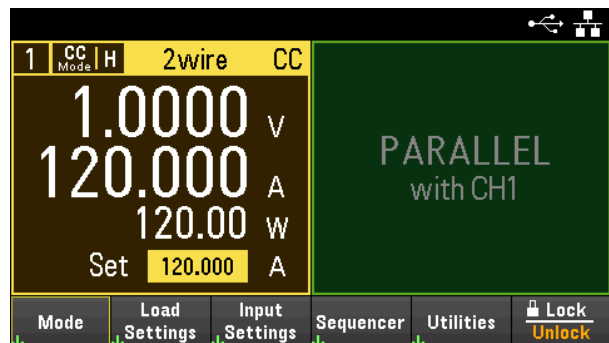 1 CC Mode H 2wire CC
1.0000 V
120.000 A
120.00 W
Set 120.000 A
PARALLEL
with CH1
Mode
Load
Settings
Input
Settings
Sequencer
Utilities
Lock
Unlock